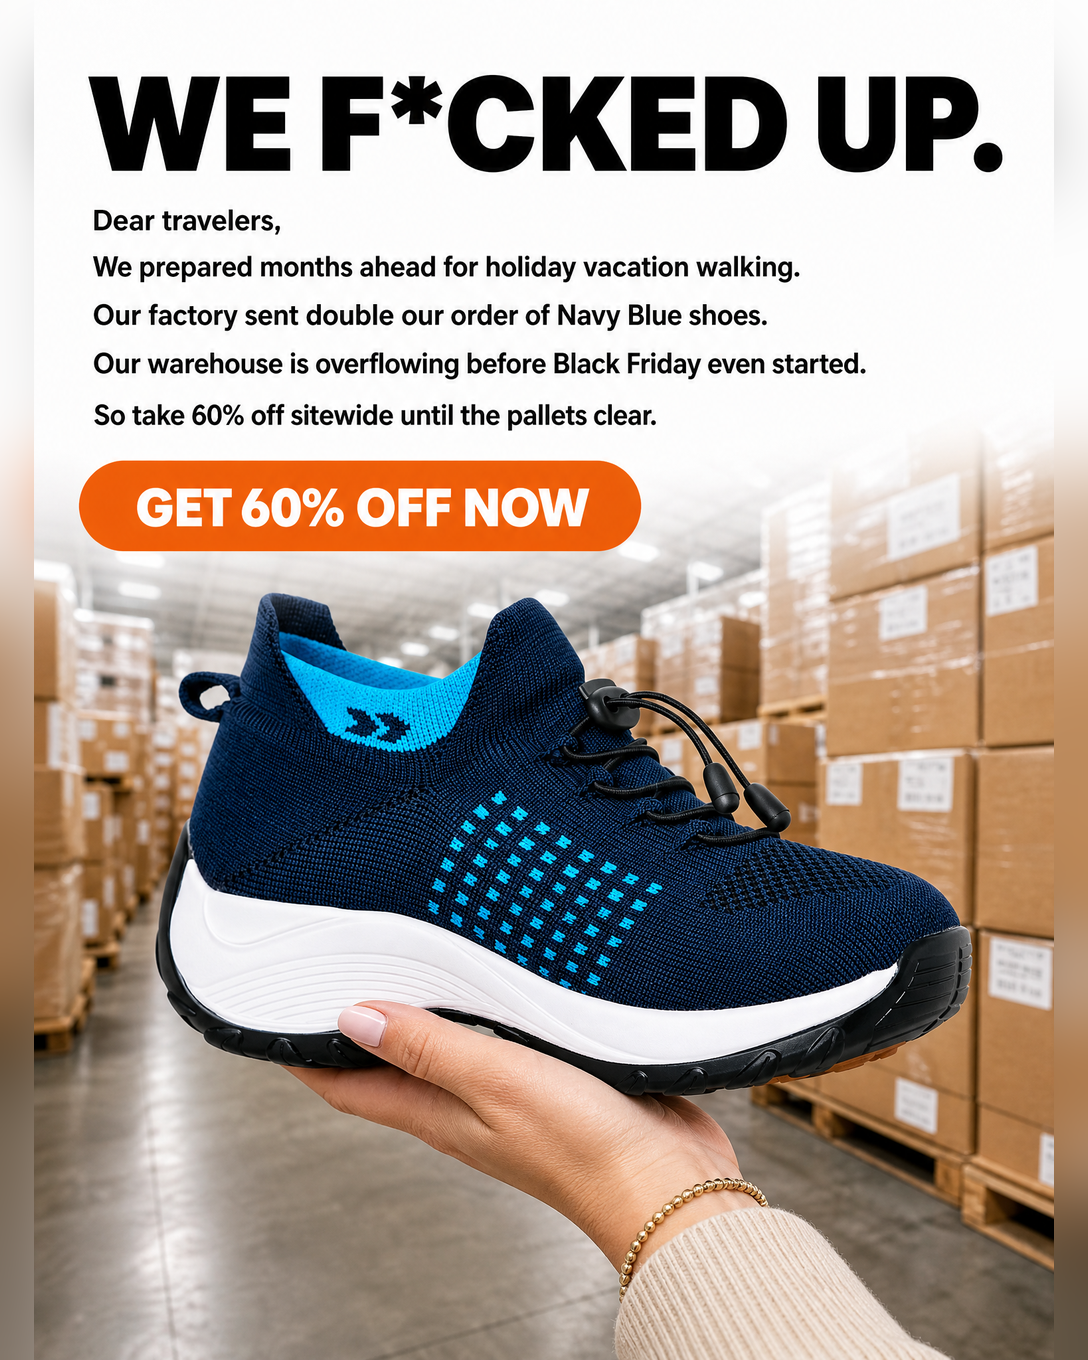 WE F*CKED UP.
Dear travelers,
We prepared months ahead for holiday vacation walking.
Our factory sent double our order of Navy Blue shoes.
Our warehouse is overflowing before Black Friday even started.
So take 60% off sitewide until the pallets clear.
GET 60% OFF NOW